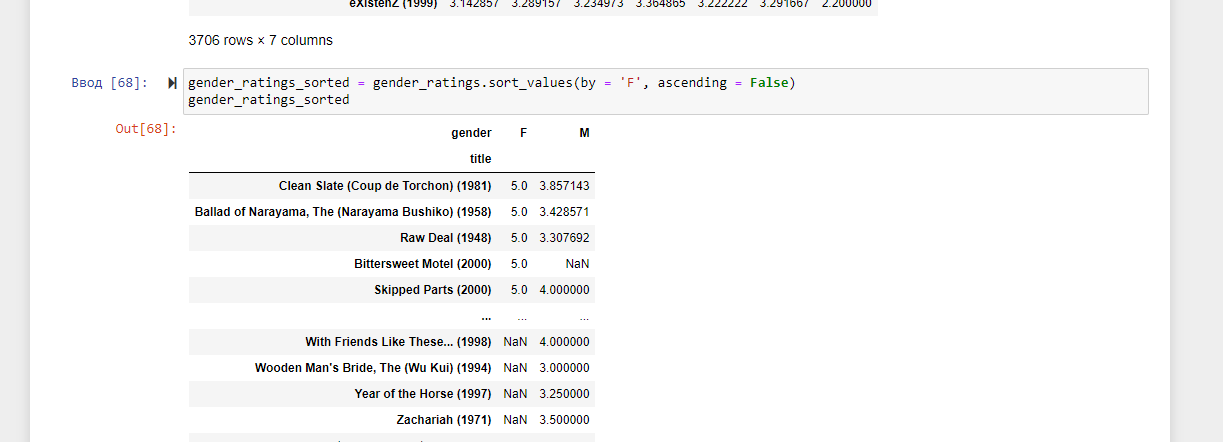 eXistenZ (1999) 3.142857 3.289157 3.234973 3.364865 3.222222 3.291667 2.200000
3706 rows × 7 columns
Ввод [68]: gender_ratings_sorted = gender_ratings.sort_values(by = 'F', ascending = False)
gender_ratings_sorted
Out[68]:
gender F M
title
Clean Slate (Coup de Torchon) (1981) 5.0 3.857143
Ballad of Narayama, The (Narayama Bushiko) (1958) 5.0 3.428571
Raw Deal (1948) 5.0 3.307692
Bittersweet Motel (2000) 5.0 NaN
Skipped Parts (2000) 5.0 4.000000
... ... ...
With Friends Like These... (1998) NaN 4.000000
Wooden Man's Bride, The (Wu Kui) (1994) NaN 3.000000
Year of the Horse (1997) NaN 3.250000
Zachariah (1971) NaN 3.500000